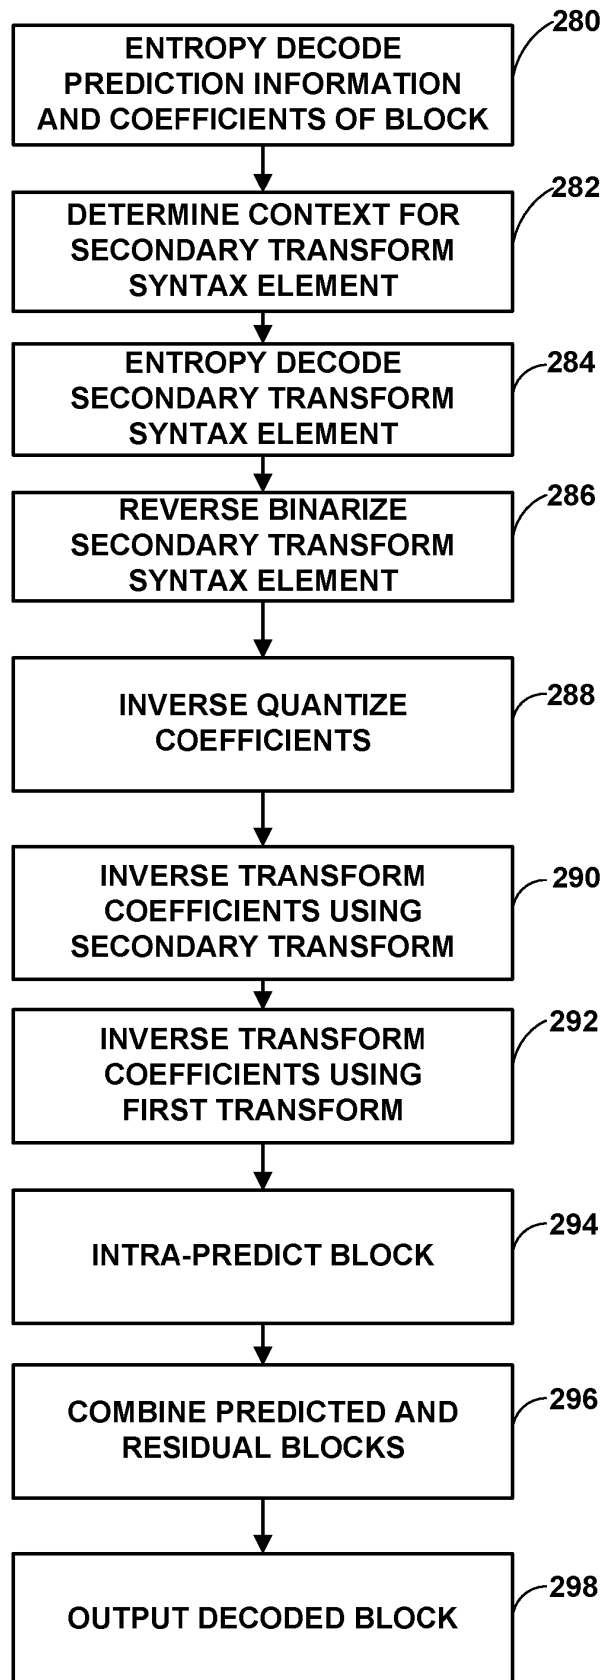 280
ENTROPY DECODE
PREDICTION INFORMATION
AND COEFFICIENTS OF BLOCK
282
DETERMINE CONTEXT FOR
SECONDARY TRANSFORM
SYNTAX ELEMENT
284
ENTROPY DECODE
SECONDARY TRANSFORM
SYNTAX ELEMENT
286
REVERSE BINARIZE
SECONDARY TRANSFORM
SYNTAX ELEMENT
288
INVERSE QUANTIZE
COEFFICIENTS
290
INVERSE TRANSFORM
COEFFICIENTS USING
SECONDARY TRANSFORM
292
INVERSE TRANSFORM
COEFFICIENTS USING
FIRST TRANSFORM
294
INTRA-PREDICT BLOCK
296
COMBINE PREDICTED AND
RESIDUAL BLOCKS
298
OUTPUT DECODED BLOCK